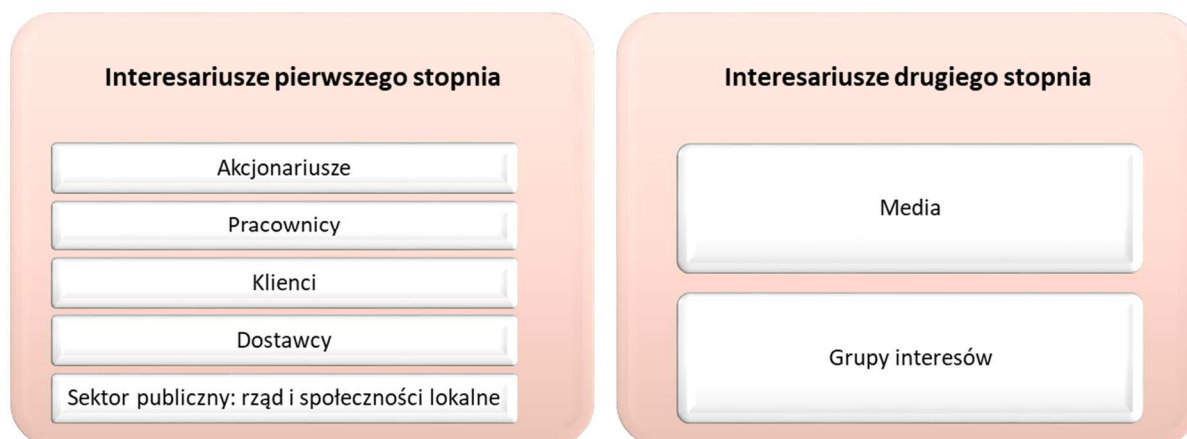 Interesariusze pierwszego stopnia
Akcjonariusze
Pracownicy
Klienci
Dostawcy
Sektor publiczny: rząd i społeczności lokalne
Interesariusze drugiego stopnia
Media
Grupy interesów